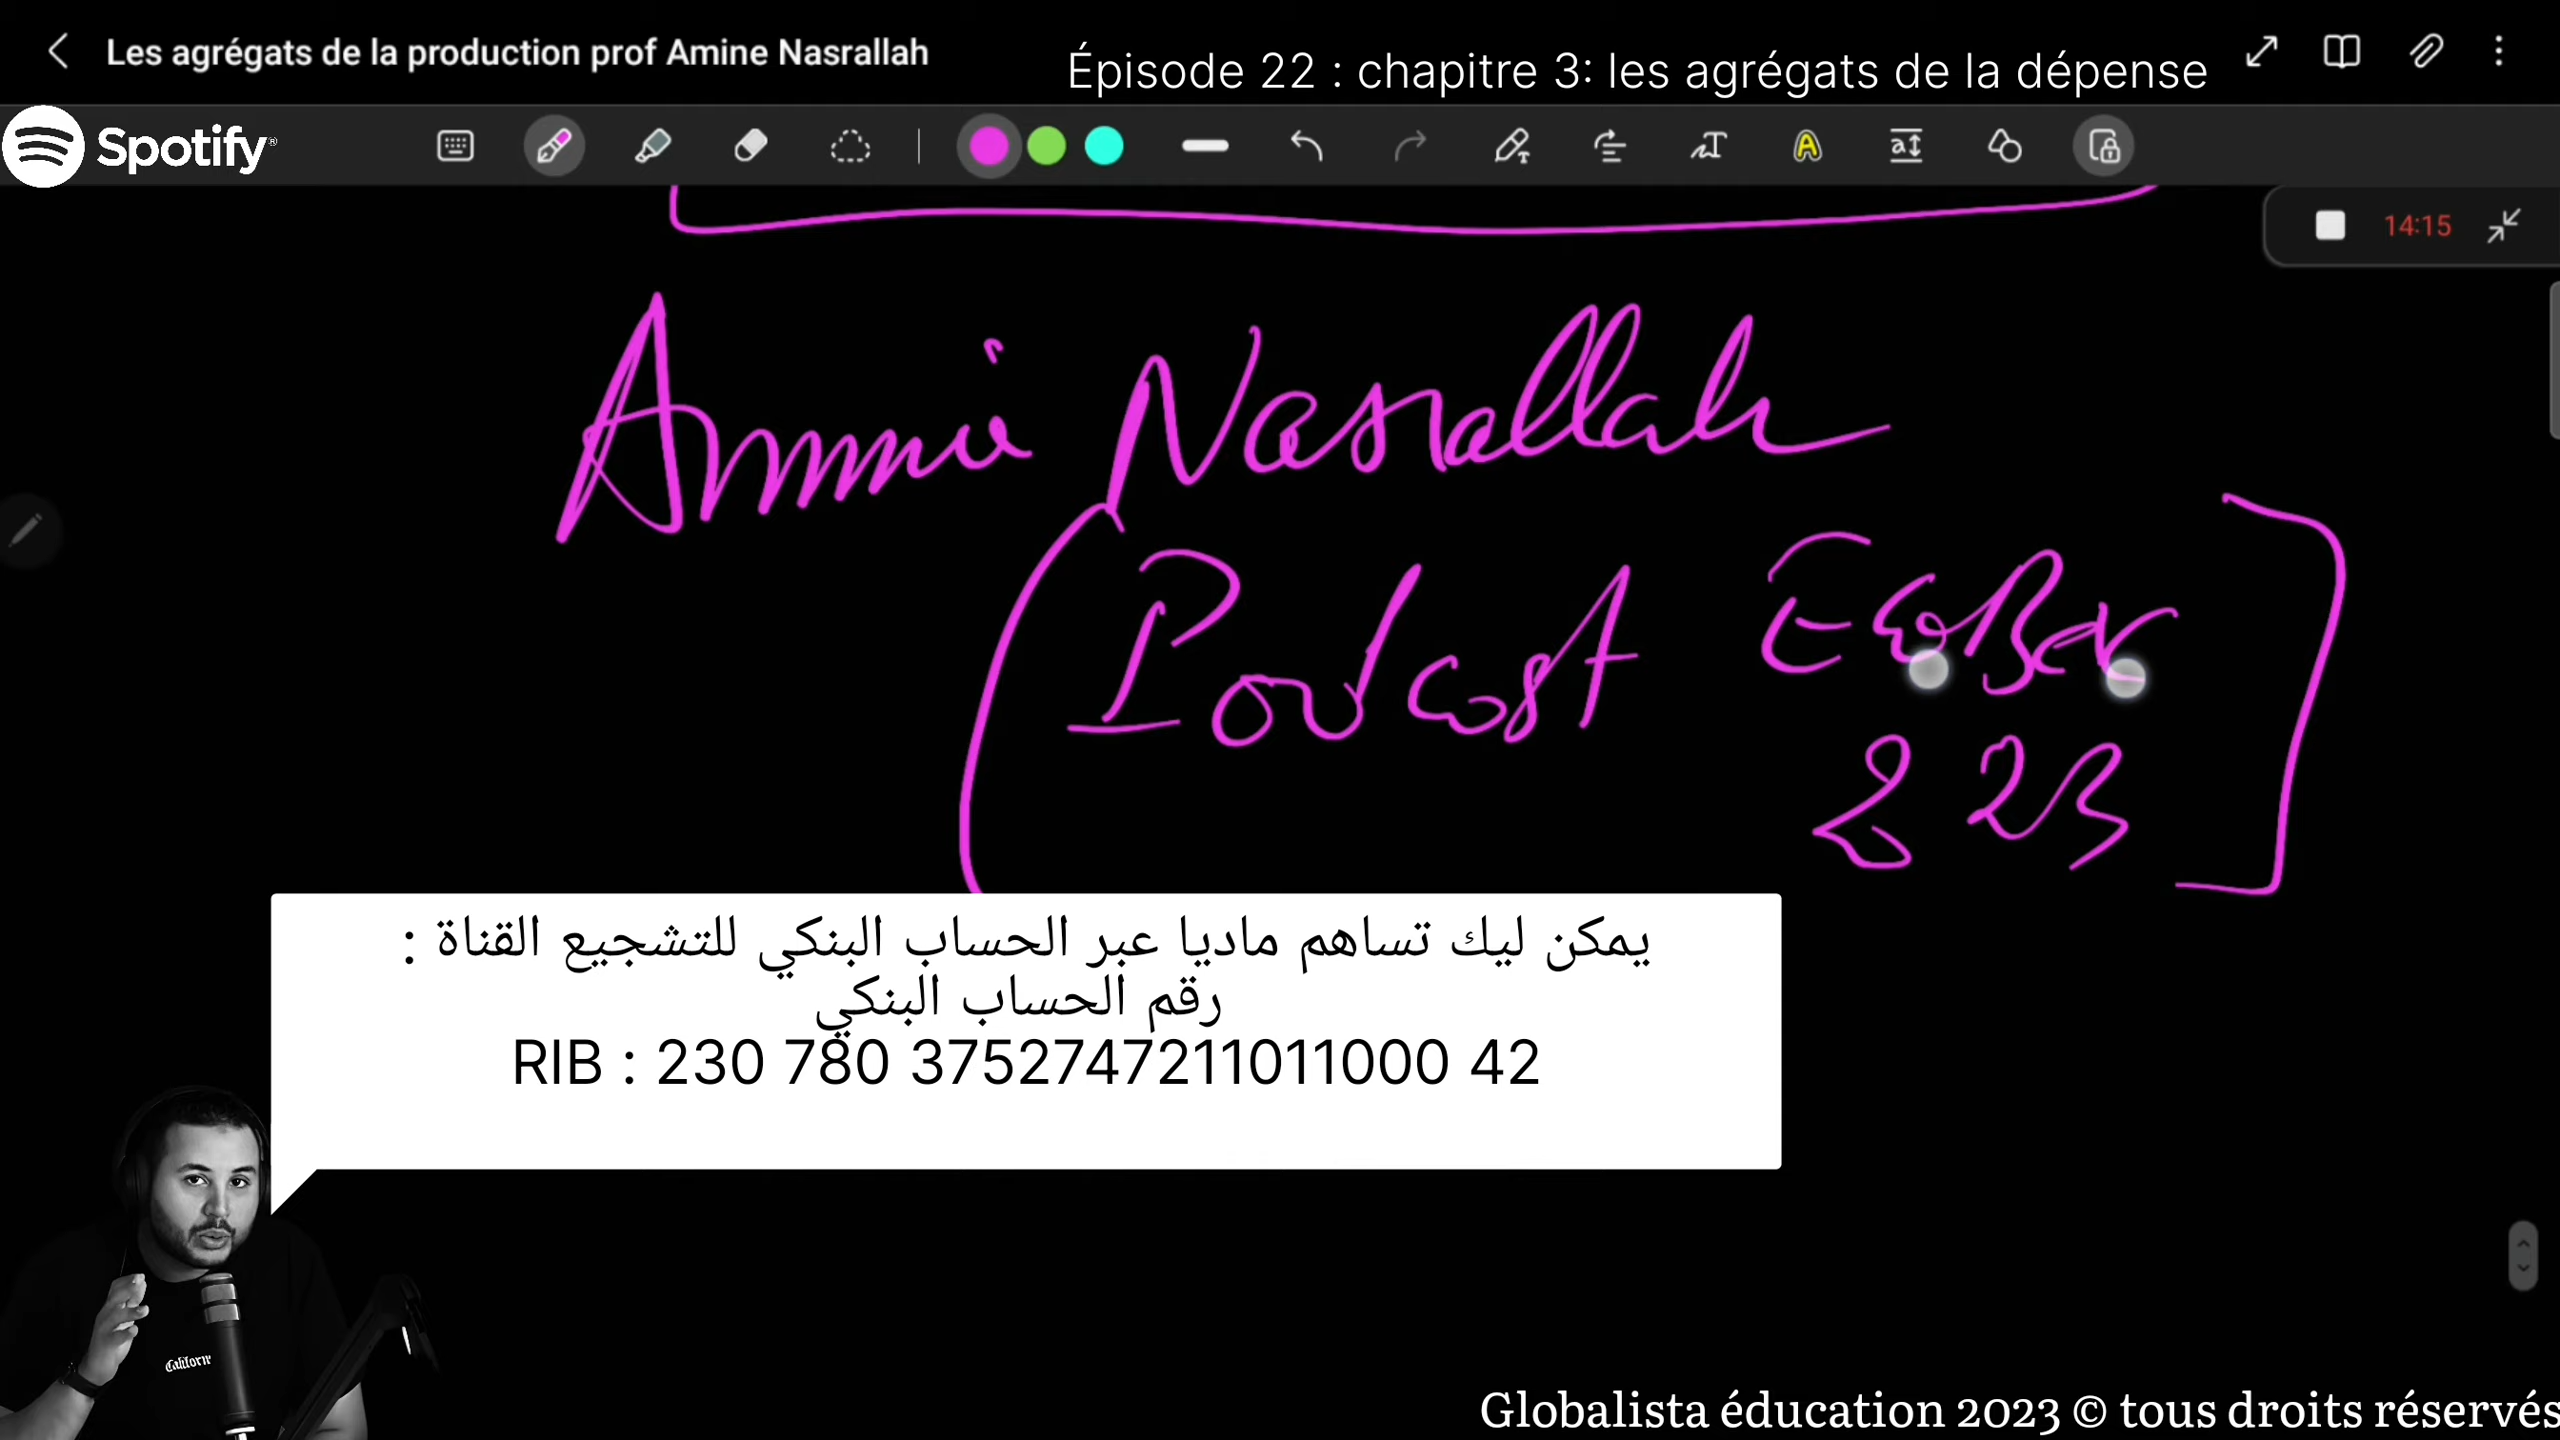 Les agrégats de la production prof Amine Nasrallah
Épisode 22 : chapitre 3: les agrégats de la dépense
Spotify®
14:15
Amine Nasrallah
Podcast
يمكن ليك تساهم ماديا عبر الحساب البنكي للتشجيع القناة :
رقم الحساب البنكي
RIB : 230 780 3752747211011000 42
Globalista éducation 2023 © tous droits réservés